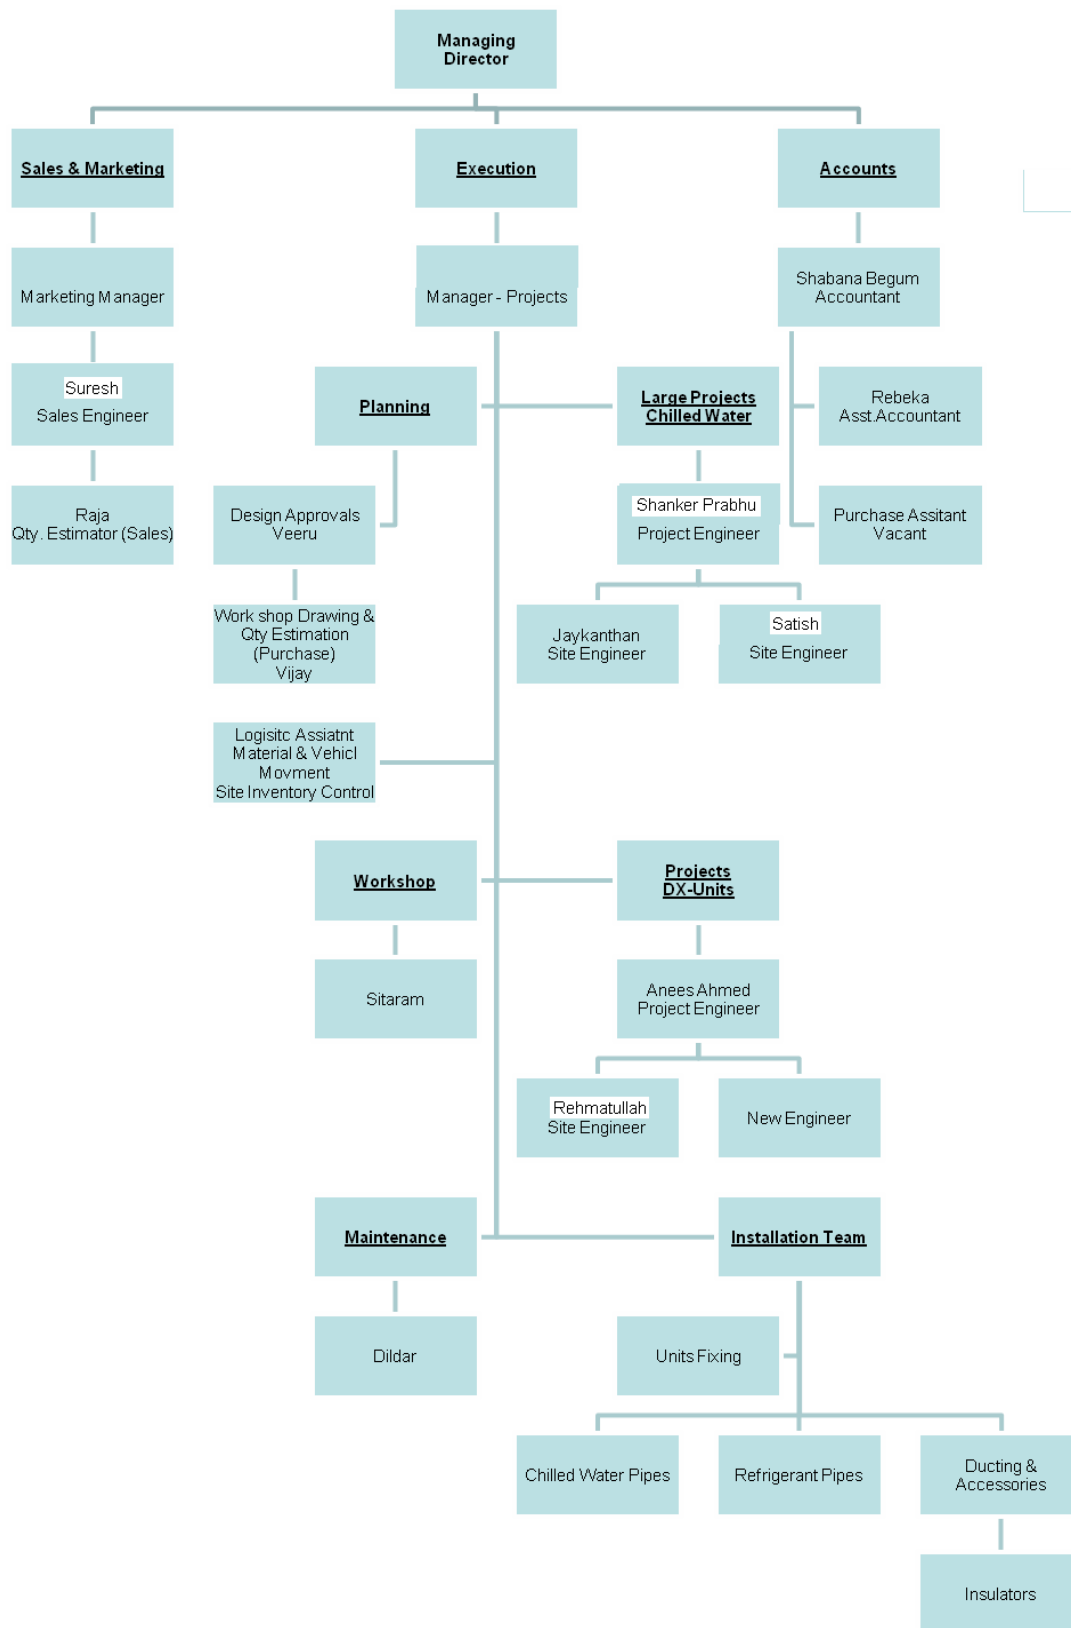 Managing
Director
Sales & Marketing
Execution
Accounts
Marketing Manager
Manager - Projects
Shabana Begum
Accountant
Suresh
Sales Engineer
Planning
Large Projects
Chilled Water
Rebeka
Asst.Accountant
Raja
Qty. Estimator (Sales)
Design Approvals
Veeru
Shanker Prabhu
Project Engineer
Purchase Assitant
Vacant
Work shop Drawing &
Qty Estimation
(Purchase)
Vijay
Jaykanthan
Site Engineer
Satish
Site Engineer
Logisitc Assiatnt
Material & Vehicl
Movment
Site Inventory Control
Workshop
Projects
DX-Units
Sitaram
Anees Ahmed
Project Engineer
Rehmatullah
Site Engineer
New Engineer
Maintenance
Installation Team
Dildar
Units Fixing
Chilled Water Pipes
Refrigerant Pipes
Ducting &
Accessories
Insulators